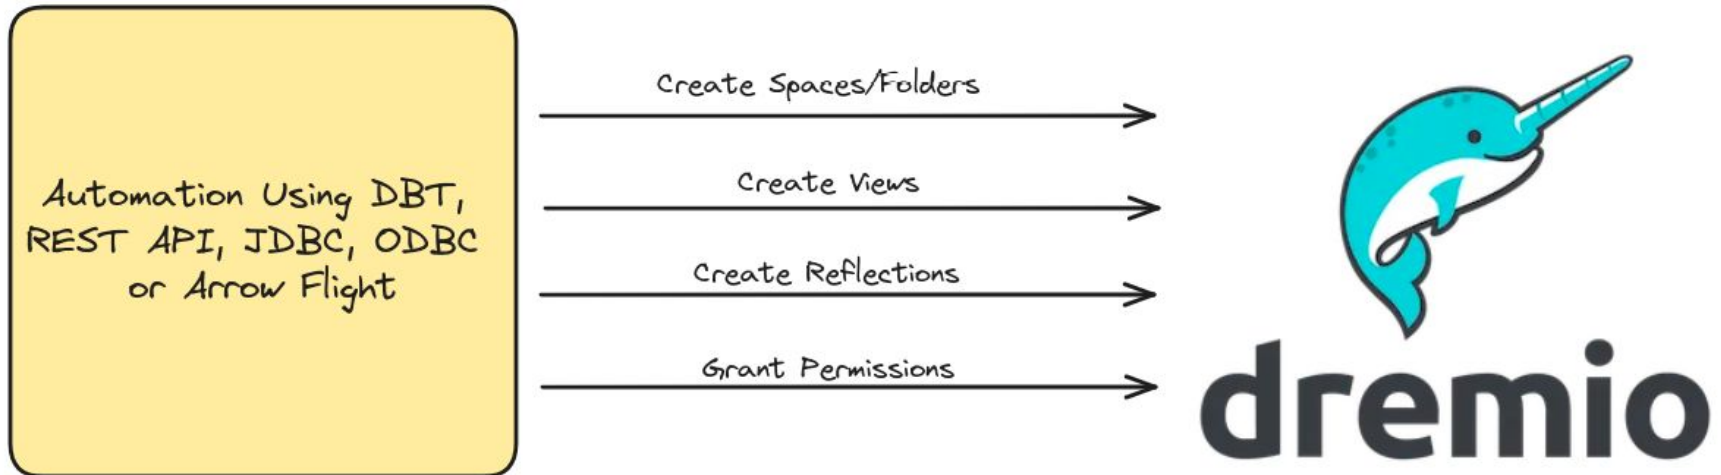 Automation Using DBT,
REST API, JDBC, ODBC
or Arrow Flight
Create Spaces/Folders
Create Views
Create Reflections
Grant Permissions
dremio